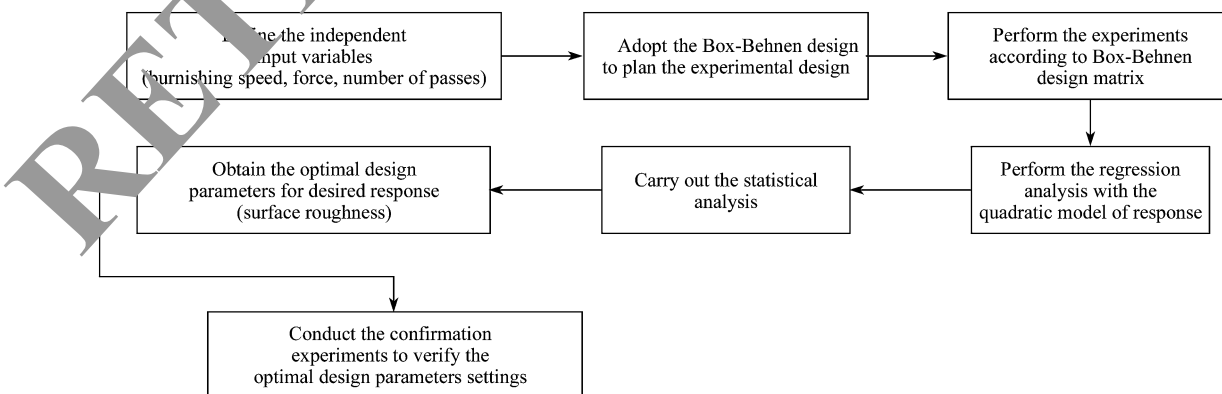 the independent
input variables
(burnishing speed, force, number of passes)
Adopt the Box-Behnen design
to plan the experimental design
Perform the experiments
according to Box-Behnen
design matrix
Obtain the optimal design
parameters for desired response
(surface roughness)
Carry out the statistical
analysis
Perform the regression
analysis with the
quadratic model of response
Conduct the confirmation
experiments to verify the
optimal design parameters settings
RET